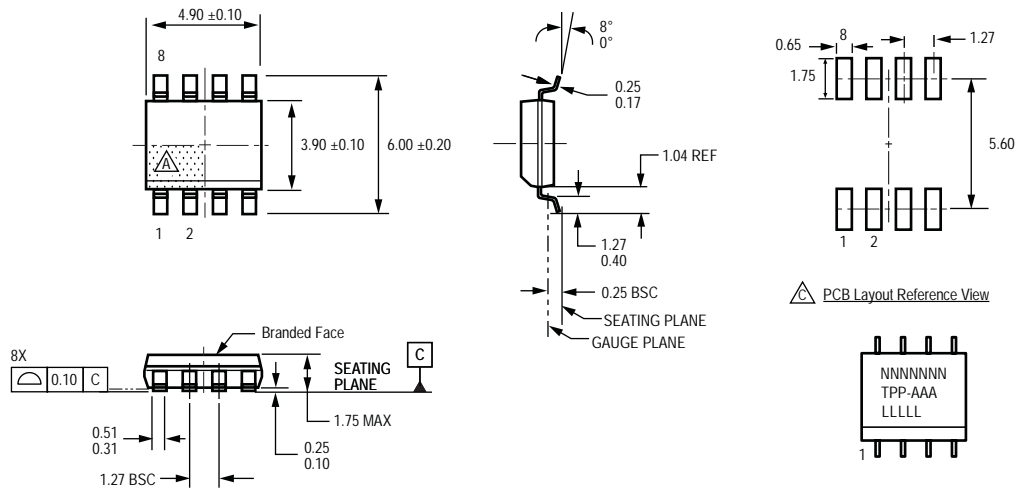 4.90 ±0.10
8
3.90 ±0.10
6.00 ±0.20
A
1 2
8°
0°
0.25
0.17
1.04 REF
1.27
0.40
0.25 BSC
SEATING PLANE
GAUGE PLANE
0.65
8
1.27
1.75
5.60
1 2
C PCB Layout Reference View
Branded Face
8X
0.10 C
SEATING
PLANE
C
1.75 MAX
0.51
0.31
0.25
0.10
1.27 BSC
NNNNNNN
TPP-AAA
LLLLL
1